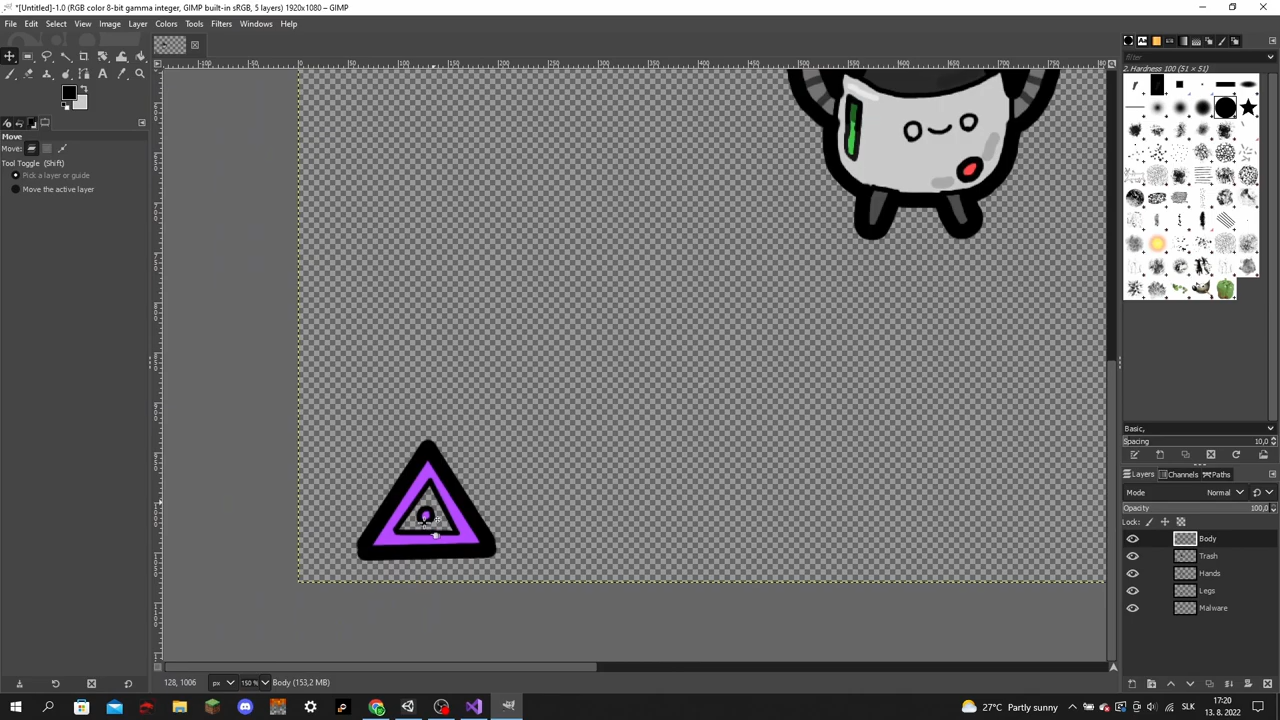 *[Untitled]-1.0 (RGB color 8-bit gamma integer, GIMP built-in sRGB, 5 layers) 1920x1080 – GIMP
File Edit Select View Image Layer Colors Tools Filters Windows Help
2. Hardness 100 (51 × 51)
filter
Move
Move:
Tool Toggle (Shift)
Pick a layer or guide
Move the active layer
Basic,
Spacing 10,0
Layers Channels Paths
Mode Normal
Opacity 100,0
Lock:
Body
Trash
Hands
Legs
Malware
128, 1006 px 150 % Body (153,2 MB)
27°C Partly sunny SLK 17:20
13. 8. 2022